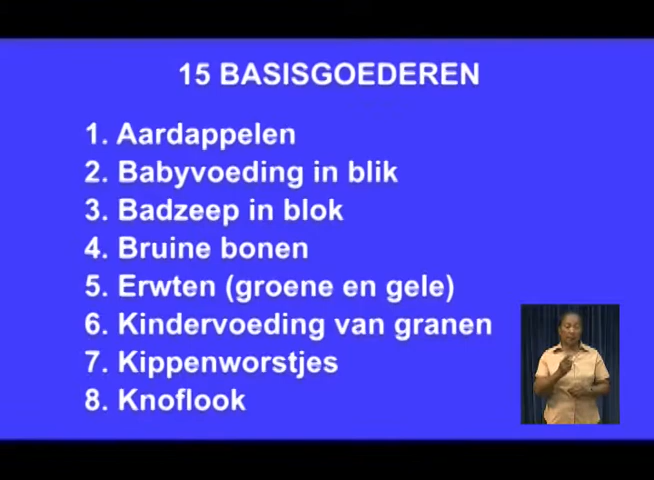 15 BASISGOEDEREN
1. Aardappelen
2. Babyvoeding in blik
3. Badzeep in blok
4. Bruine bonen
5. Erwten (groene en gele)
6. Kindervoeding van granen
7. Kippenworstjes
8. Knoflook